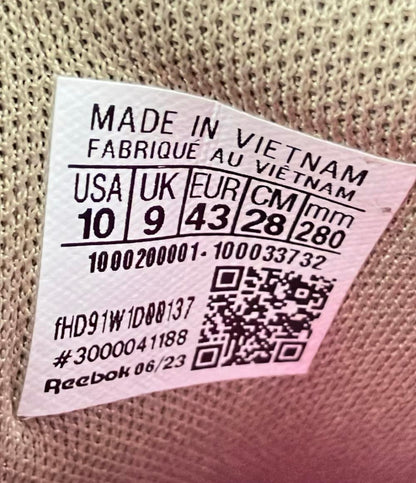 MADE IN VIETNAM
FABRIQUÉ AU VIETNAM
USA UK EUR CM mm
10 9 43 28 280
1000200001-100033732
fHD91W1D00137
#3000041188
Reebok 06/23